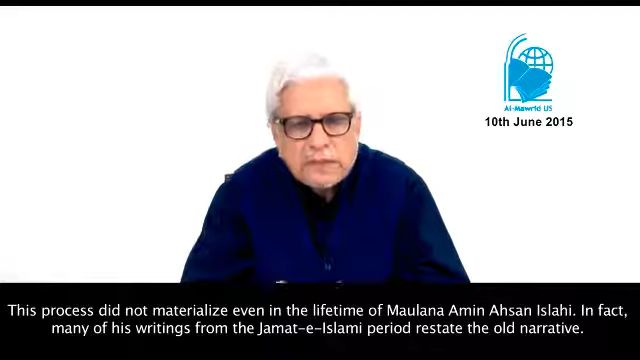 Al-Mawrid US
10th June 2015
This process did not materialize even in the lifetime of Maulana Amin Ahsan Islahi. In fact,
many of his writings from the Jamat-e-Islami period restate the old narrative.